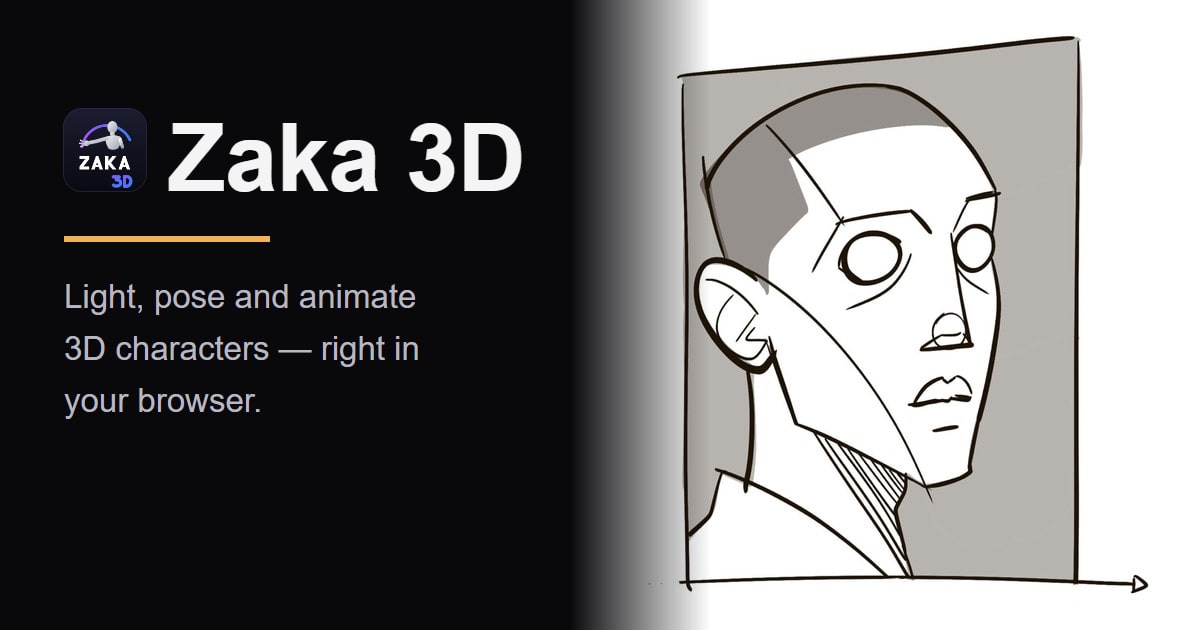 ZAKA
3D
Zaka 3D
Light, pose and animate
3D characters — right in
your browser.